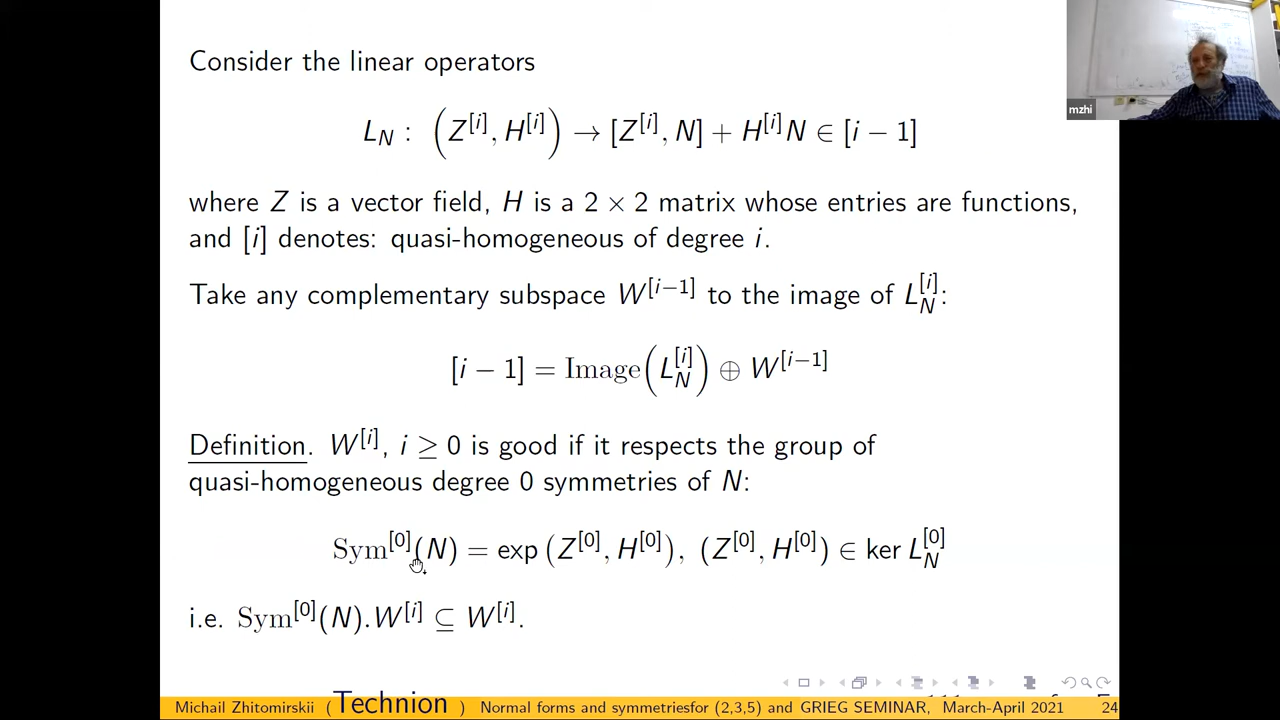 Consider the linear operators
L_N : (Z^[i], H^[i]) → [Z^[i], N] + H^[i]N ∈ [i − 1]
where Z is a vector field, H is a 2 × 2 matrix whose entries are functions,
and [i] denotes: quasi-homogeneous of degree i.
Take any complementary subspace W^[i−1] to the image of L_N^[i]:
[i − 1] = Image(L_N^[i]) ⊕ W^[i−1]
Definition. W^[i], i ≥ 0 is good if it respects the group of
quasi-homogeneous degree 0 symmetries of N:
Sym^[0](N) = exp (Z^[0], H^[0]), (Z^[0], H^[0]) ∈ ker L_N^[0]
i.e. Sym^[0](N).W^[i] ⊆ W^[i].
Michail Zhitomirskii (Technion ) Normal forms and symmetriesfor (2,3,5) and GRIEG SEMINAR, March-April 2021 24
mzhi